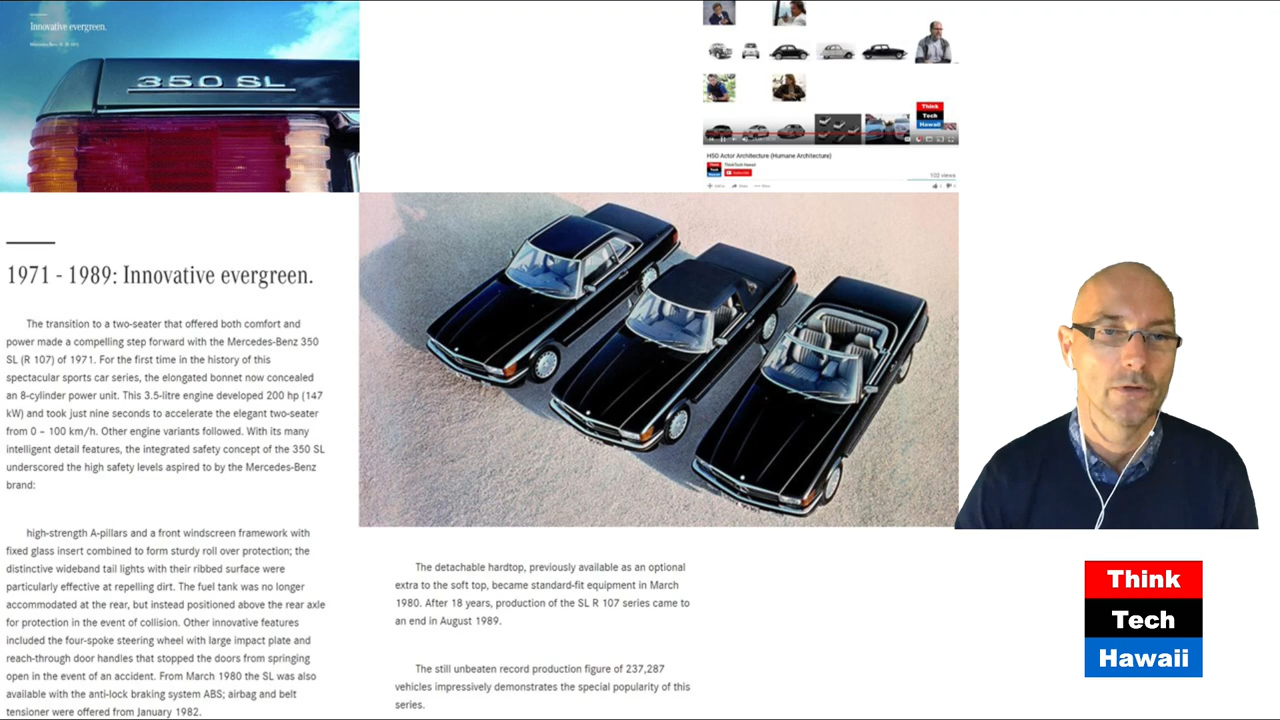 Innovative evergreen.
350 SL
1971 - 1989: Innovative evergreen.
The transition to a two-seater that offered both comfort and
power made a compelling step forward with the Mercedes-Benz 350
SL (R 107) of 1971. For the first time in the history of this
spectacular sports car series, the elongated bonnet now concealed
an 8-cylinder power unit. This 3.5-litre engine developed 200 hp (147
kW) and took just nine seconds to accelerate the elegant two-seater
from 0 – 100 km/h. Other engine variants followed. With its many
intelligent detail features, the integrated safety concept of the 350 SL
underscored the high safety levels aspired to by the Mercedes-Benz
brand:
high-strength A-pillars and a front windscreen framework with
fixed glass insert combined to form sturdy roll over protection; the
distinctive wideband tail lights with their ribbed surface were
particularly effective at repelling dirt. The fuel tank was no longer
accommodated at the rear, but instead positioned above the rear axle
for protection in the event of collision. Other innovative features
included the four-spoke steering wheel with large impact plate and
reach-through door handles that stopped the doors from springing
open in the event of an accident. From March 1980 the SL was also
available with the anti-lock braking system ABS; airbag and belt
tensioner were offered from January 1982.
The detachable hardtop, previously available as an optional
extra to the soft top, became standard-fit equipment in March
1980. After 18 years, production of the SL R 107 series came to
an end in August 1989.
The still unbeaten record production figure of 237,287
vehicles impressively demonstrates the special popularity of this
series.
Think
Tech
Hawaii
H50 Actor Architecture (Humane Architecture)
ThinkTech Hawaii
102 views
Think
Tech
Hawaii